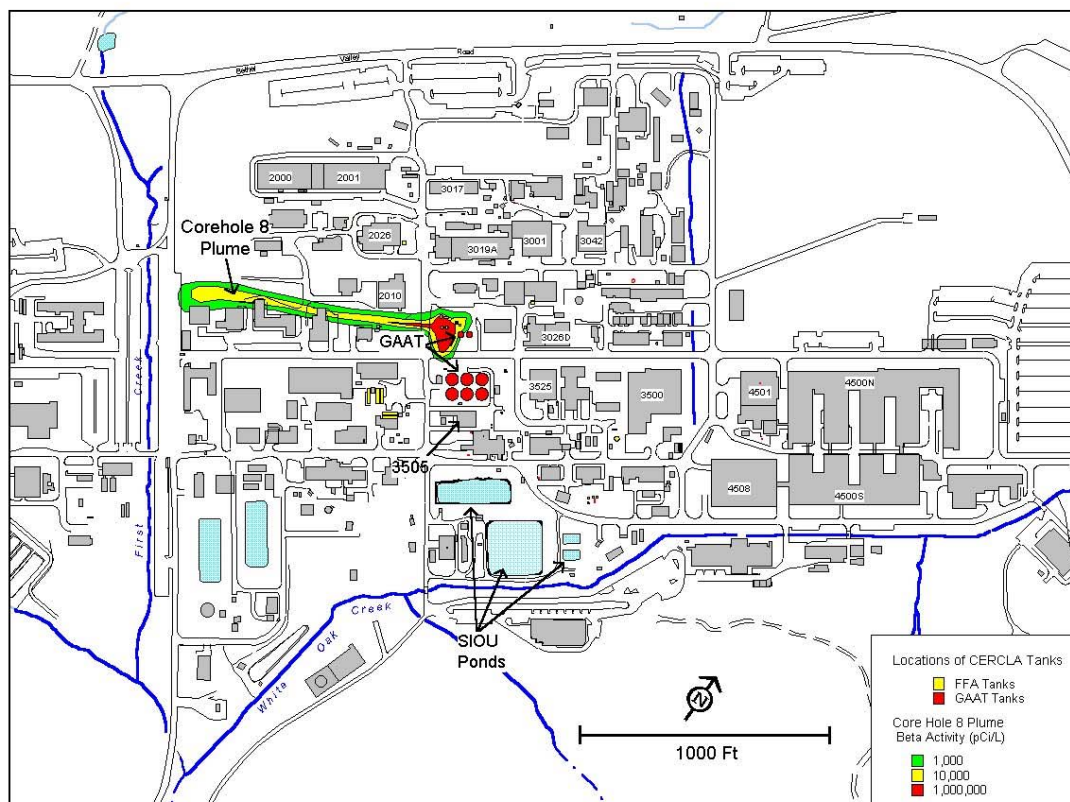 Bethel
Valley
Road
2000
2001
3017
Corehole 8
Plume
2026
3019A
3001
3042
2010
GAAT
3026D
3525
3500
4501
4500N
3505
4508
4500S
Creek
First
SIOU
Ponds
White Oak Creek
N
1000 Ft
Locations of CERCLA Tanks
FFA Tanks
GAAT Tanks
Core Hole 8 Plume
Beta Activity (pCi/L)
1,000
10,000
1,000,000